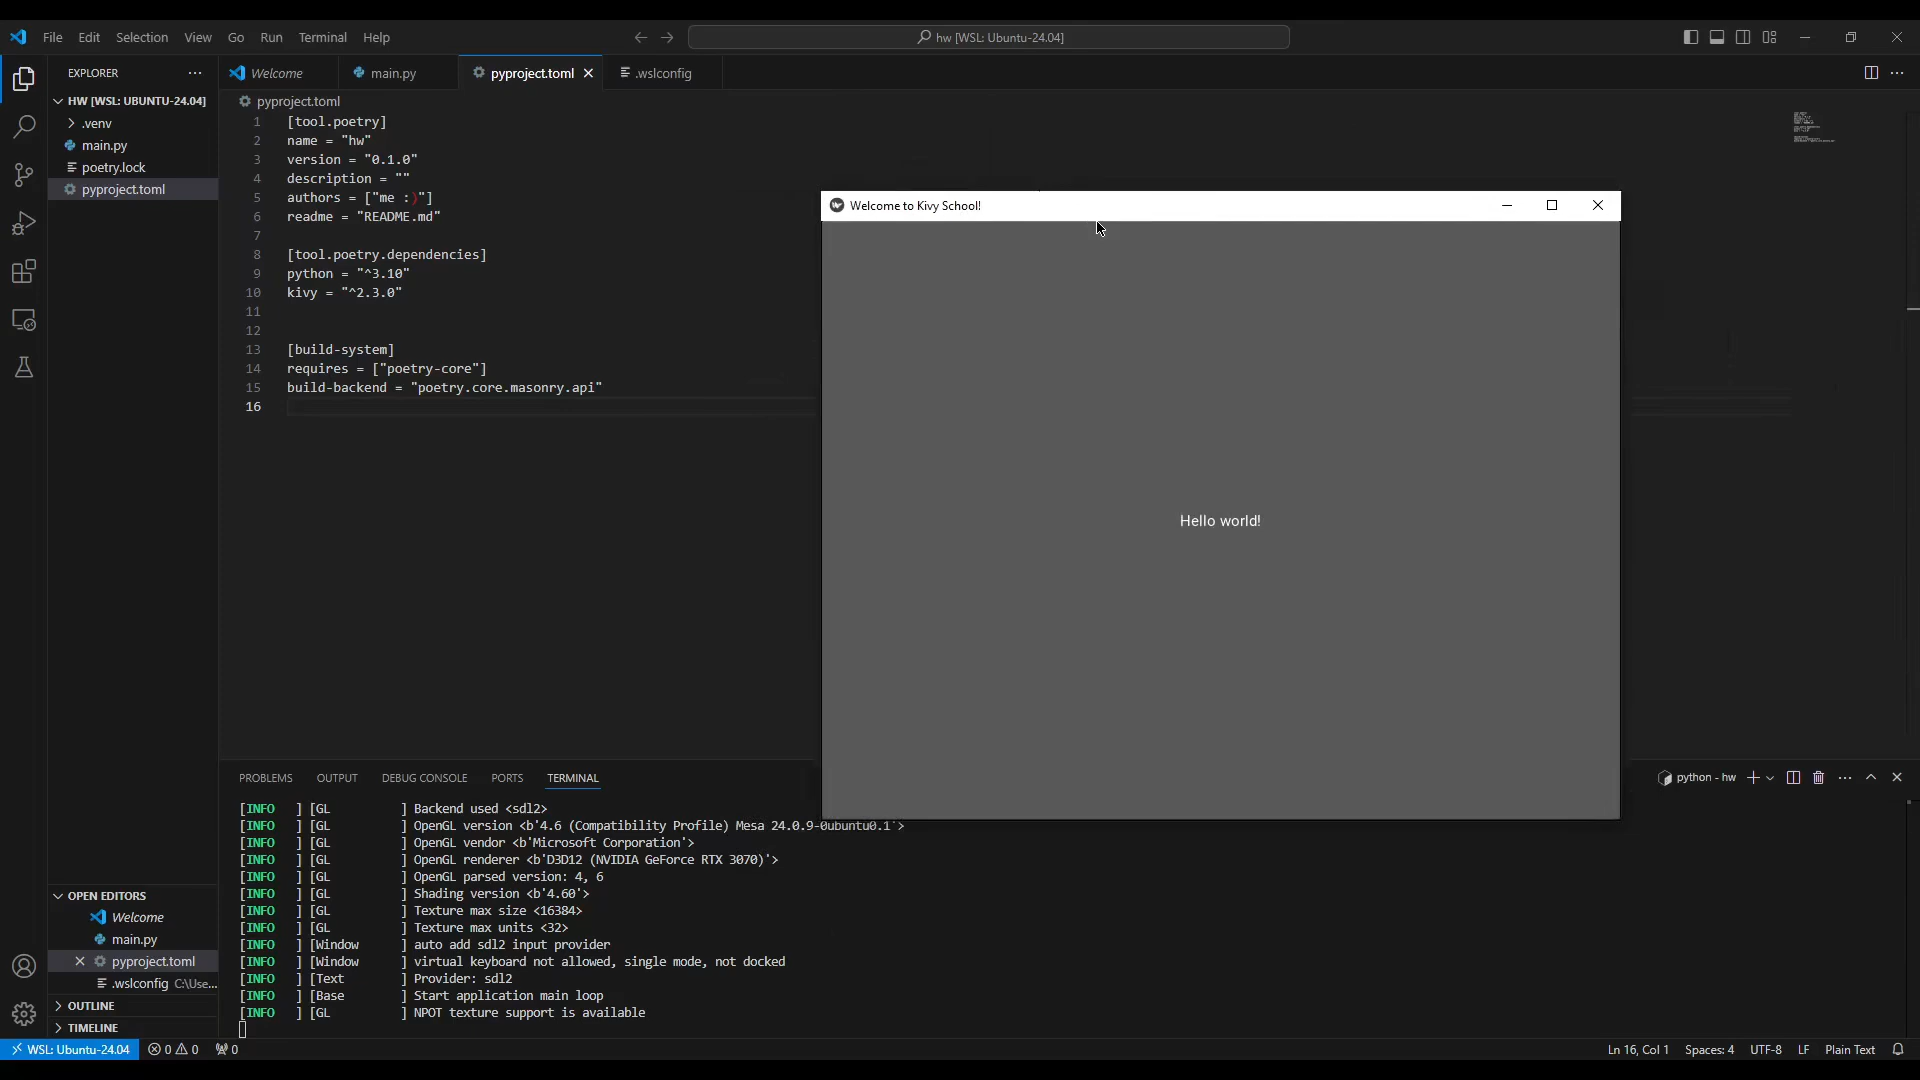 File Edit Selection View Go Run Terminal Help
hw [WSL: Ubuntu-24.04]
EXPLORER
HW [WSL: UBUNTU-24.04]
.venv
main.py
poetry.lock
pyproject.toml
Welcome main.py pyproject.toml .wslconfig
pyproject.toml
1 [tool.poetry]
2 name = "hw"
3 version = "0.1.0"
4 description = ""
5 authors = ["me :)"]
6 readme = "README.md"
7
8 [tool.poetry.dependencies]
9 python = "^3.10"
10 kivy = "^2.3.0"
11
12
13 [build-system]
14 requires = ["poetry-core"]
15 build-backend = "poetry.core.masonry.api"
16
Welcome to Kivy School!
Hello world!
PROBLEMS OUTPUT DEBUG CONSOLE PORTS TERMINAL
python - hw
[INFO   ] [GL          ] Backend used <sdl2>
[INFO   ] [GL          ] OpenGL version <b'4.6 (Compatibility Profile) Mesa 24.0.9-0ubuntu0.1'>
[INFO   ] [GL          ] OpenGL vendor <b'Microsoft Corporation'>
[INFO   ] [GL          ] OpenGL renderer <b'D3D12 (NVIDIA GeForce RTX 3070)'>
[INFO   ] [GL          ] OpenGL parsed version: 4, 6
[INFO   ] [GL          ] Shading version <b'4.60'>
[INFO   ] [GL          ] Texture max size <16384>
[INFO   ] [GL          ] Texture max units <32>
[INFO   ] [Window      ] auto add sdl2 input provider
[INFO   ] [Window      ] virtual keyboard not allowed, single mode, not docked
[INFO   ] [Text        ] Provider: sdl2
[INFO   ] [Base        ] Start application main loop
[INFO   ] [GL          ] NPOT texture support is available
OPEN EDITORS
Welcome
main.py
pyproject.toml
.wslconfig C:\Use...
OUTLINE
TIMELINE
WSL: Ubuntu-24.04 0 0 0
Ln 16, Col 1 Spaces: 4 UTF-8 LF Plain Text